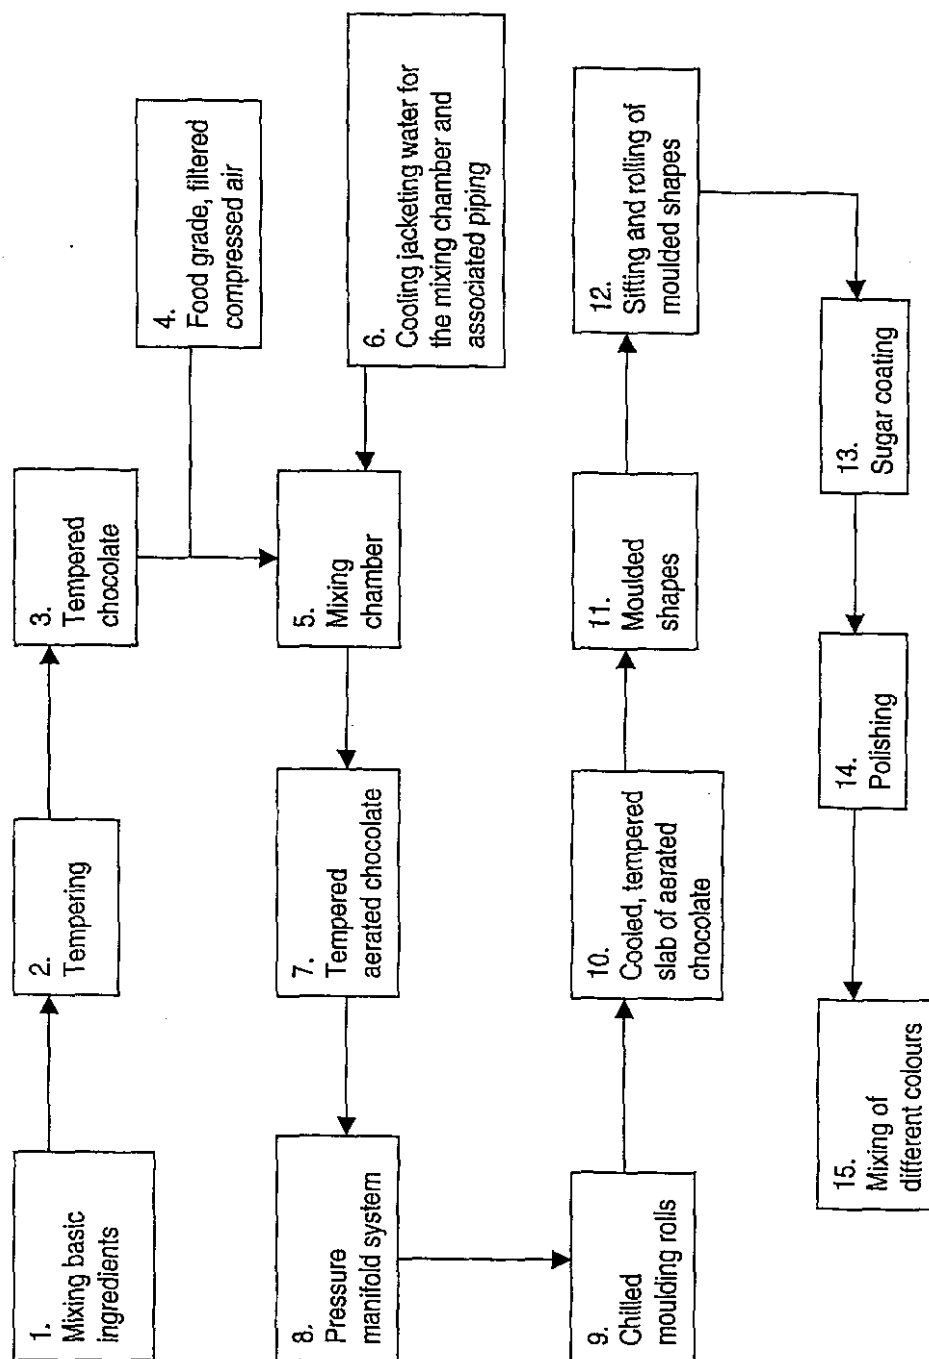 1.
Mixing basic
ingredients
2.
Tempering
3.
Tempered
chocolate
4.
Food grade, filtered
compressed air
5.
Mixing
chamber
6.
Cooling jacketing water for
the mixing chamber and
associated piping
7.
Tempered
aerated chocolate
8.
Pressure
manifold system
9.
Chilled
moulding rolls
10.
Cooled, tempered
slab of aerated
chocolate
11.
Moulded
shapes
12.
Sifting and rolling of
moulded shapes
13.
Sugar coating
14.
Polishing
15.
Mixing of
different colours